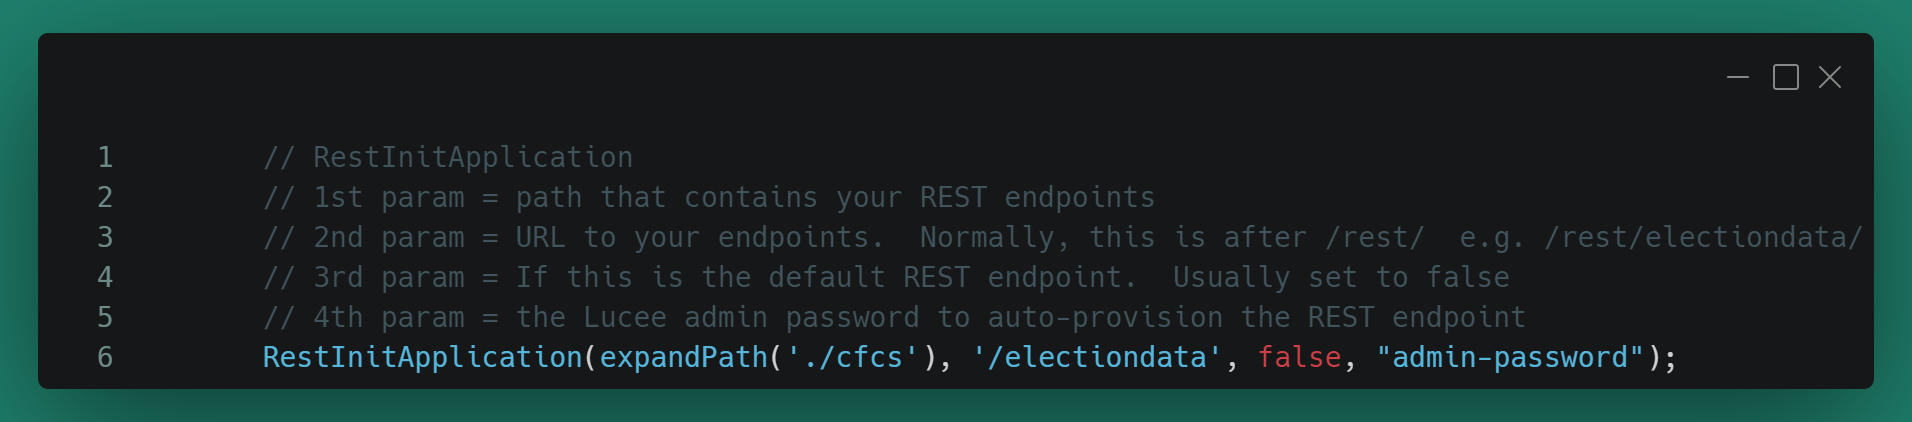 1 // RestInitApplication
2 // 1st param = path that contains your REST endpoints
3 // 2nd param = URL to your endpoints.  Normally, this is after /rest/  e.g. /rest/electiondata/
4 // 3rd param = If this is the default REST endpoint.  Usually set to false
5 // 4th param = the Lucee admin password to auto-provision the REST endpoint
6 RestInitApplication(expandPath('./cfcs'), '/electiondata', false, "admin-password");